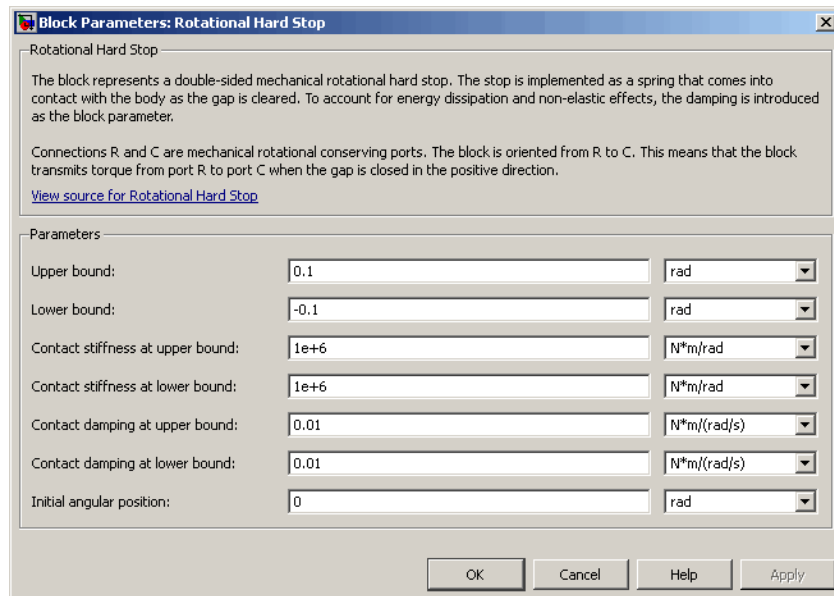 Block Parameters: Rotational Hard Stop
Rotational Hard Stop
The block represents a double-sided mechanical rotational hard stop. The stop is implemented as a spring that comes into
contact with the body as the gap is cleared. To account for energy dissipation and non-elastic effects, the damping is introduced
as the block parameter.
Connections R and C are mechanical rotational conserving ports. The block is oriented from R to C. This means that the block
transmits torque from port R to port C when the gap is closed in the positive direction.
View source for Rotational Hard Stop
Parameters
Upper bound: 0.1 rad
Lower bound: -0.1 rad
Contact stiffness at upper bound: 1e+6 N*m/rad
Contact stiffness at lower bound: 1e+6 N*m/rad
Contact damping at upper bound: 0.01 N*m/(rad/s)
Contact damping at lower bound: 0.01 N*m/(rad/s)
Initial angular position: 0 rad
OK Cancel Help Apply